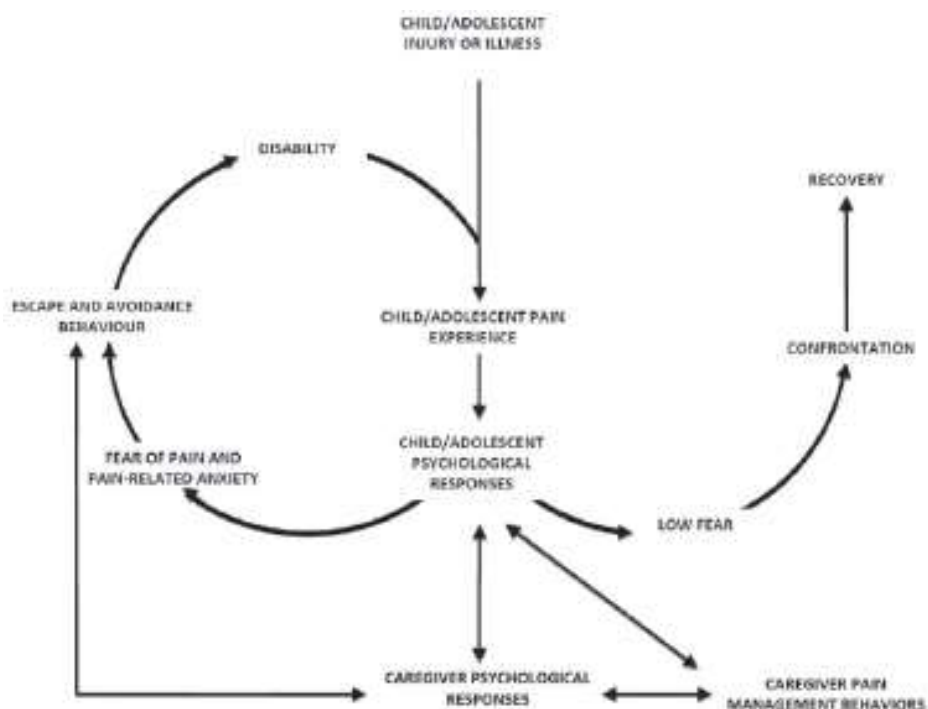 CHILD/ADOLESCENT
INJURY OR ILLNESS
DISABILITY
RECOVERY
ESCAPE AND AVOIDANCE
BEHAVIOUR
CHILD/ADOLESCENT PAIN
EXPERIENCE
CONFRONTATION
FEAR OF PAIN AND
PAIN-RELATED ANXIETY
CHILD/ADOLESCENT
PSYCHOLOGICAL
RESPONSES
LOW FEAR
CAREGIVER PSYCHOLOGICAL
RESPONSES
CAREGIVER PAIN
MANAGEMENT BEHAVIORS